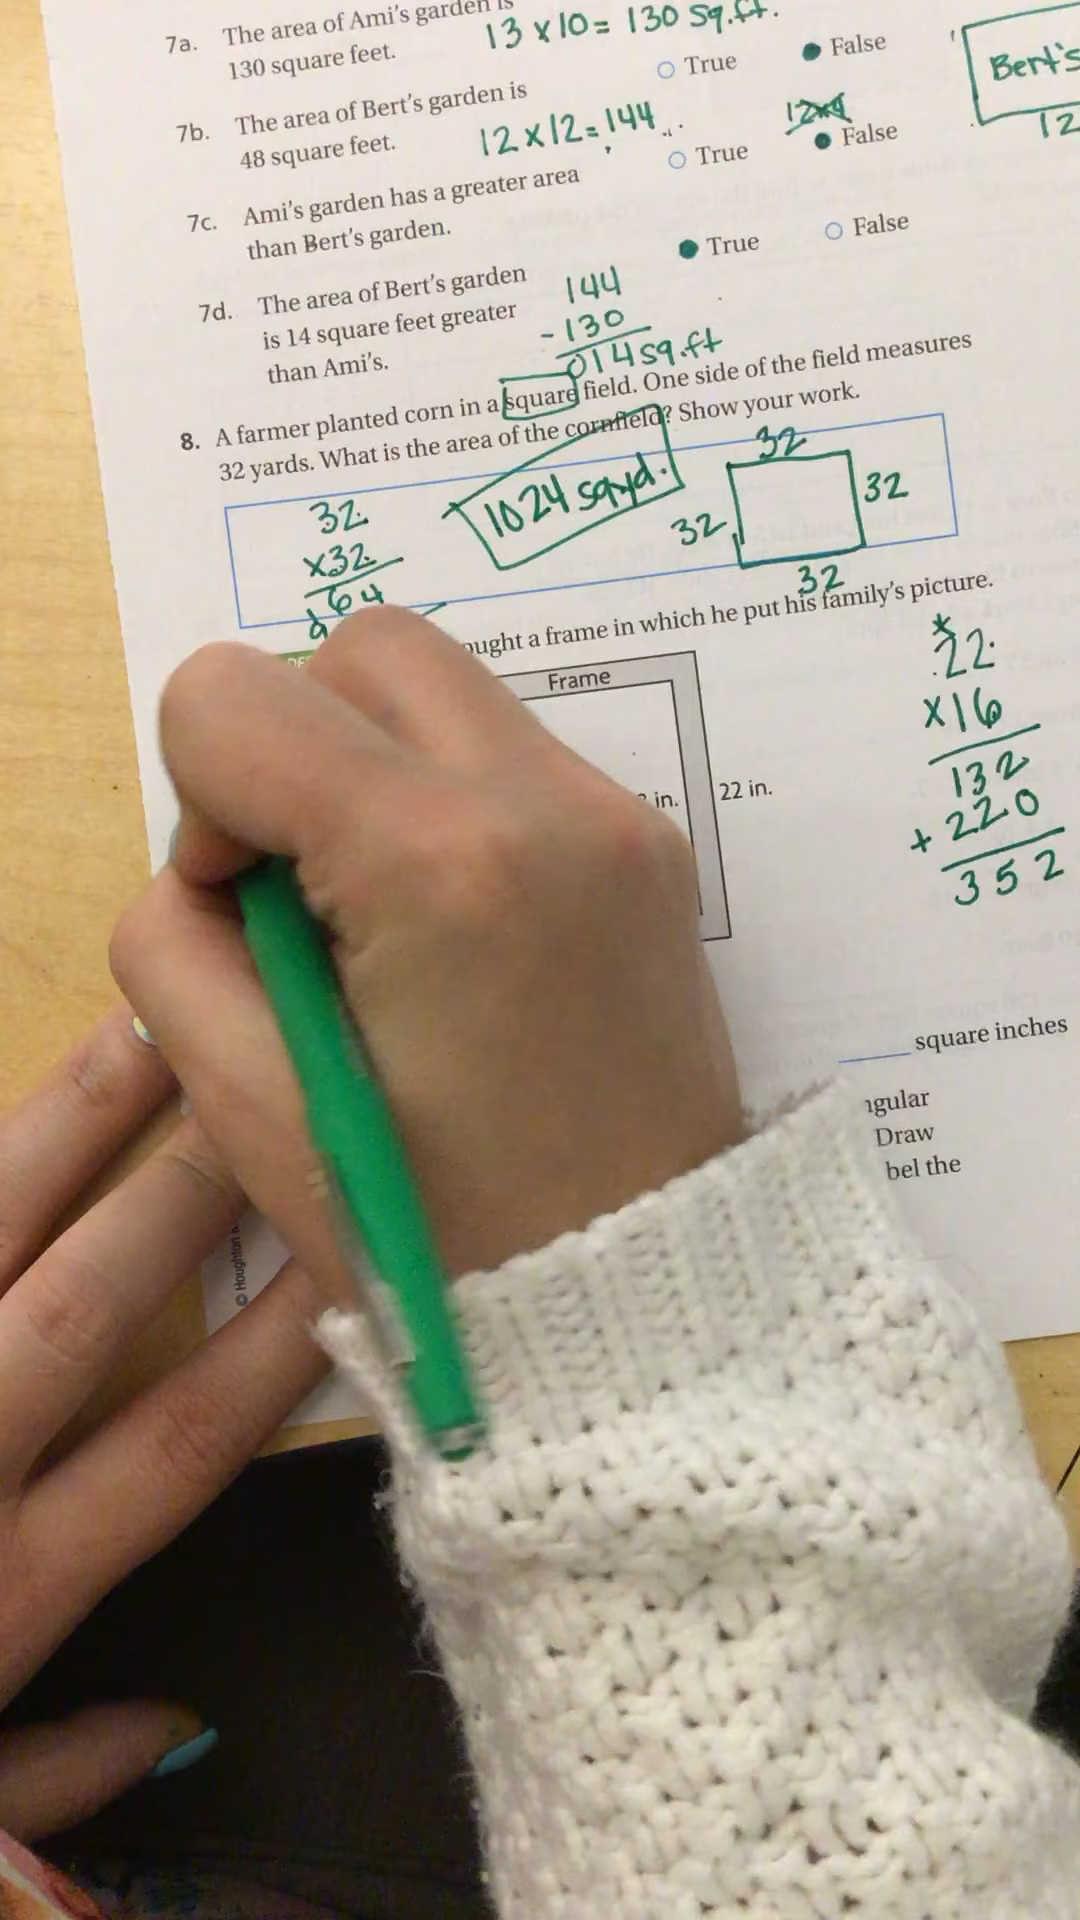 7a. The area of Ami's garden is
130 square feet.
13 x 10 = 130 sq.ft.
True
False
7b. The area of Bert's garden is
48 square feet.
12 x 12 = 144
12x4
True
False
Bert's
12
7c. Ami's garden has a greater area
than Bert's garden.
True
False
7d. The area of Bert's garden
is 14 square feet greater
than Ami's.
144
-130
014 sq.ft
8. A farmer planted corn in a square field. One side of the field measures
32 yards. What is the area of the cornfield? Show your work.
32
x32
64
1024 sqyd.
32
32
32
32
ought a frame in which he put his family's picture.
Frame
in.
22 in.
22
x16
132
+ 220
352
square inches
gular
Draw
bel the
© Houghton